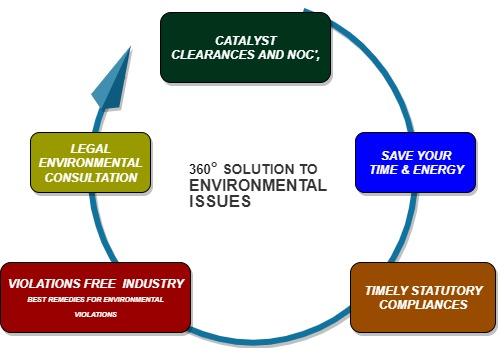 CATALYST
CLEARANCES AND NOC',
SAVE YOUR
TIME & ENERGY
TIMELY STATUTORY
COMPLIANCES
VIOLATIONS FREE INDUSTRY
BEST REMEDIES FOR ENVIRONMENTAL
VIOLATIONS
LEGAL
ENVIRONMENTAL
CONSULTATION
360° SOLUTION TO
ENVIRONMENTAL
ISSUES